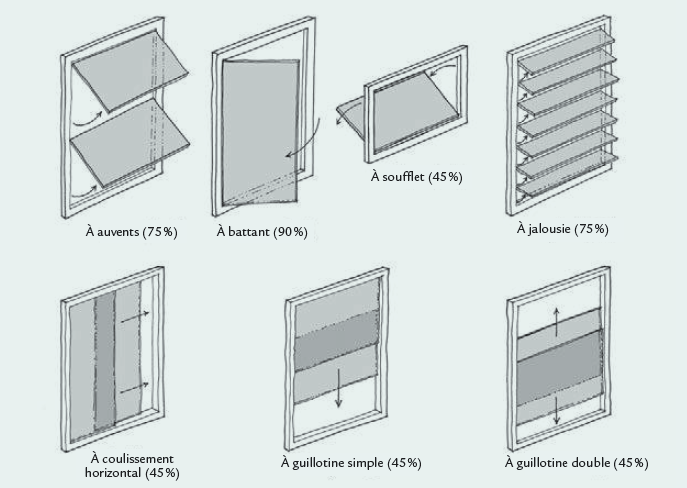 À soufflet (45%)
À auvents (75%)
À battant (90%)
À jalousie (75%)
À coulissement
horizontal (45%)
À guillotine simple (45%)
À guillotine double (45%)